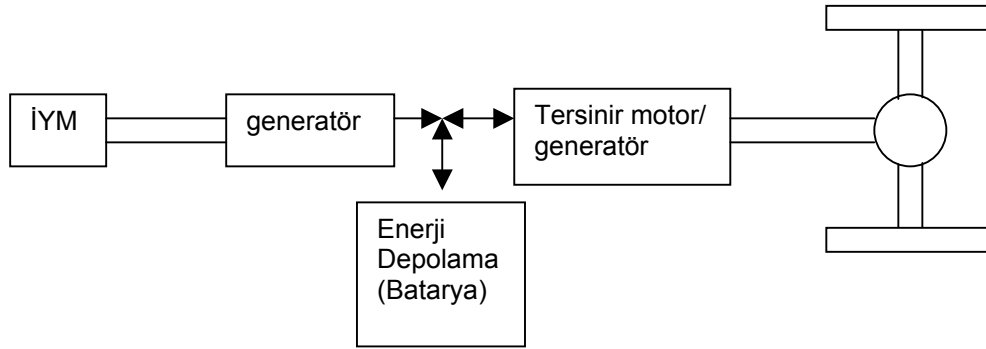 İYM
generatör
Tersinir motor/
generatör
Enerji
Depolama
(Batarya)